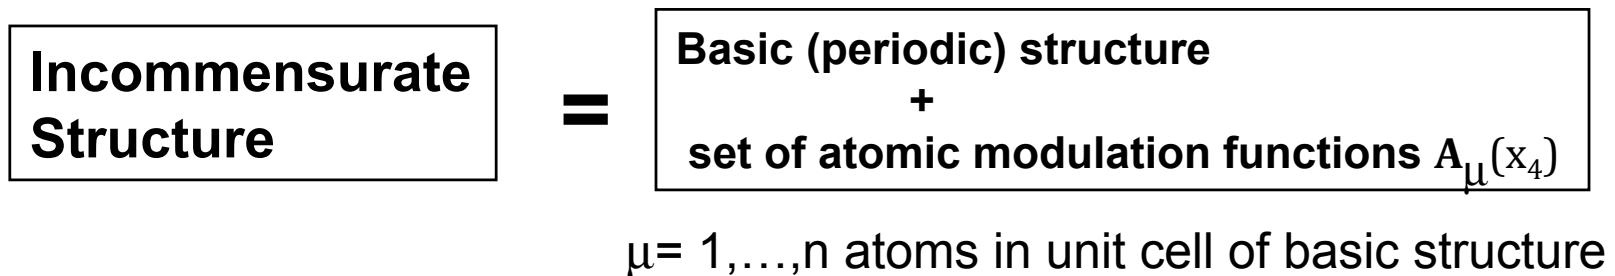 Incommensurate
Structure
=
Basic (periodic) structure
+
set of atomic modulation functions A_μ(x₄)
μ= 1,…,n atoms in unit cell of basic structure